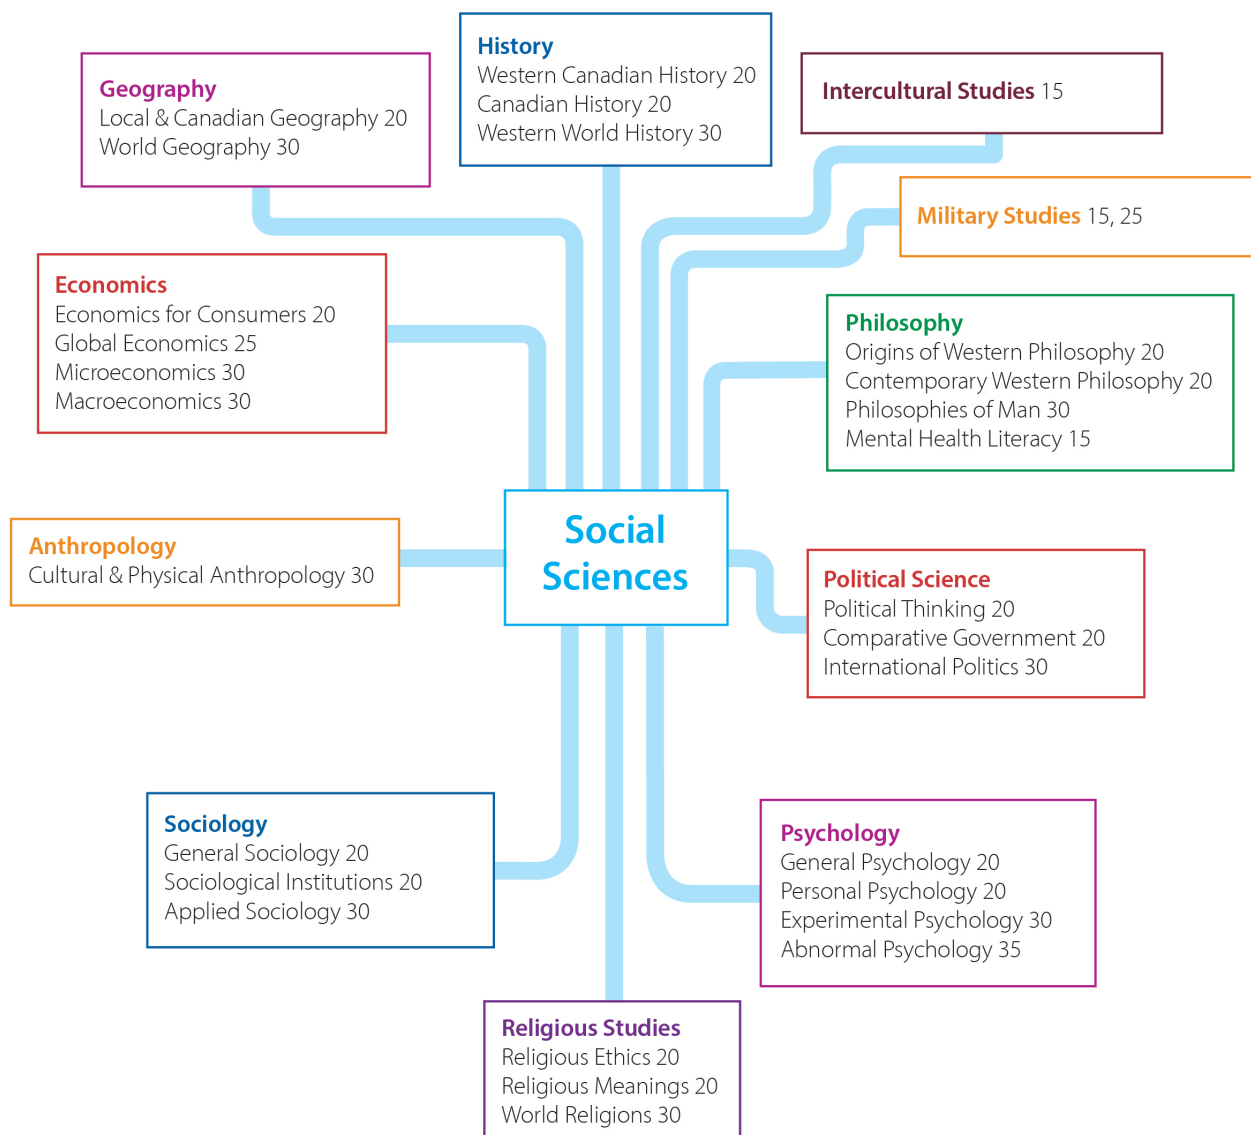 History
Western Canadian History 20
Canadian History 20
Western World History 30
Geography
Local & Canadian Geography 20
World Geography 30
Intercultural Studies 15
Military Studies 15, 25
Economics
Economics for Consumers 20
Global Economics 25
Microeconomics 30
Macroeconomics 30
Philosophy
Origins of Western Philosophy 20
Contemporary Western Philosophy 20
Philosophies of Man 30
Mental Health Literacy 15
Social
Sciences
Anthropology
Cultural & Physical Anthropology 30
Political Science
Political Thinking 20
Comparative Government 20
International Politics 30
Sociology
General Sociology 20
Sociological Institutions 20
Applied Sociology 30
Psychology
General Psychology 20
Personal Psychology 20
Experimental Psychology 30
Abnormal Psychology 35
Religious Studies
Religious Ethics 20
Religious Meanings 20
World Religions 30